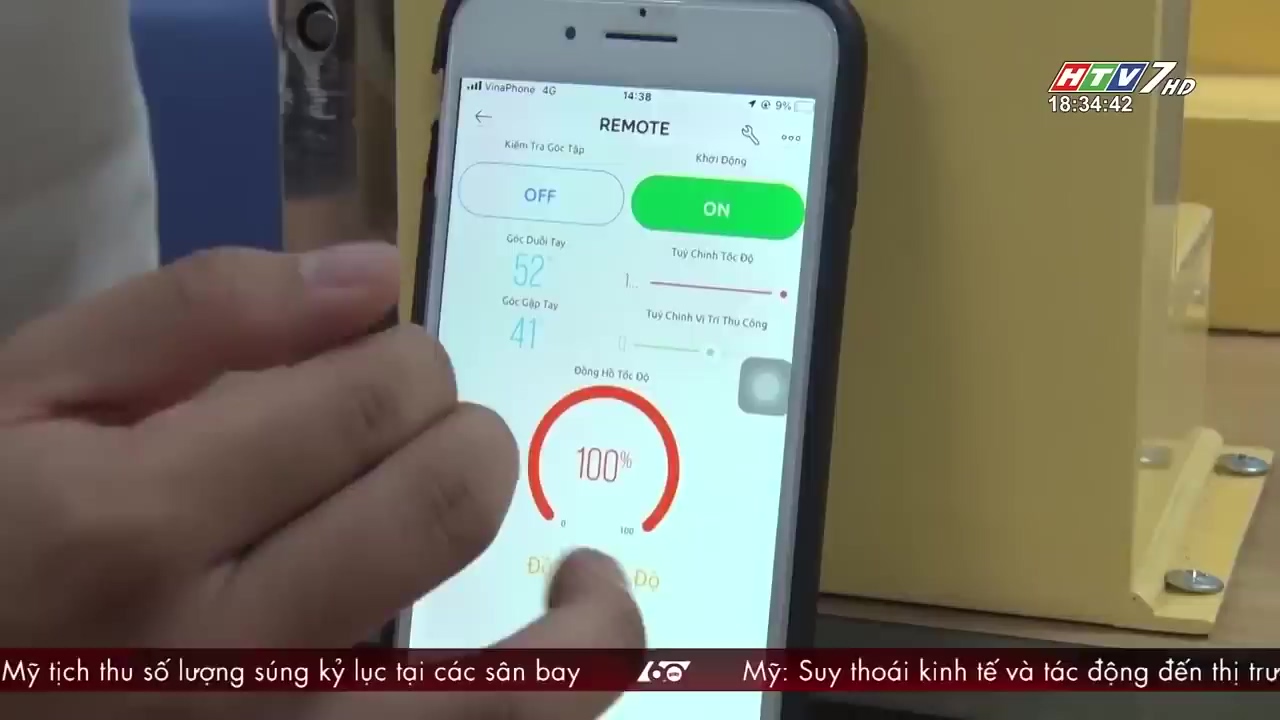 HTV7 HD
18:34:42
VinaPhone 4G 14:38 9%
REMOTE
Kiểm Tra Góc Tập
Khởi Động
OFF
ON
Góc Duỗi Tay
52°
Tuỳ Chỉnh Tốc Độ
1...
Góc Gập Tay
41°
Tuỳ Chỉnh Vị Trí Thủ Công
0
Đồng Hồ Tốc Độ
100%
0 100
Độ
Mỹ tịch thu số lượng súng kỷ lục tại các sân bay 60 Mỹ: Suy thoái kinh tế và tác động đến thị trư